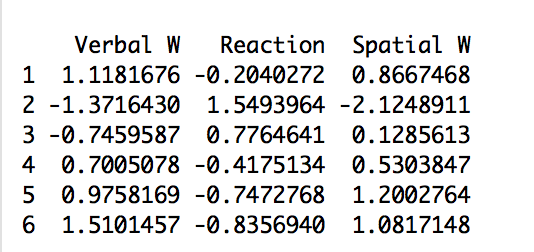 Verbal W Reaction Spatial W
1 1.1181676 -0.2040272 0.8667468
2 -1.3716430 1.5493964 -2.1248911
3 -0.7459587 0.7764641 0.1285613
4 0.7005078 -0.4175134 0.5303847
5 0.9758169 -0.7472768 1.2002764
6 1.5101457 -0.8356940 1.0817148